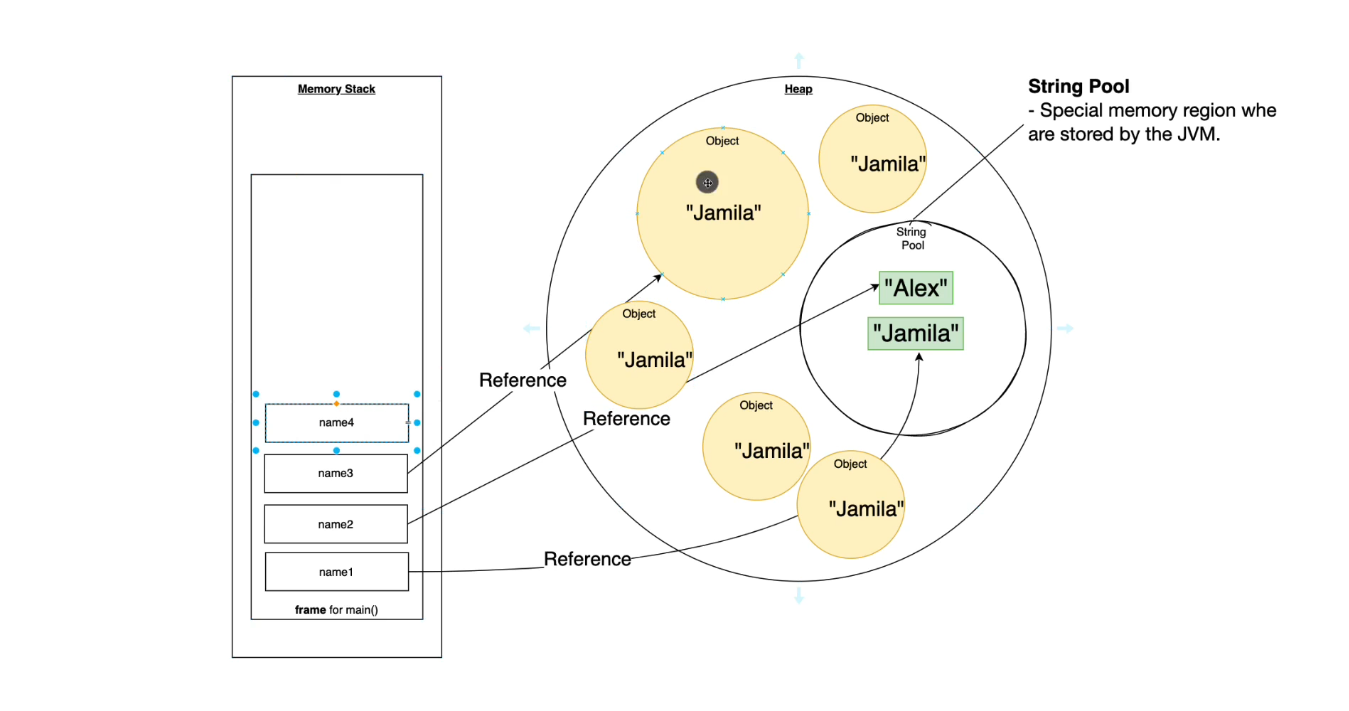 Memory Stack
name4
name3
name2
name1
frame for main()
Reference
Reference
Reference
Heap
Object
"Jamila"
Object
"Jamila"
Object
"Jamila"
Object
"Jamila"
Object
"Jamila"
String
Pool
"Alex"
"Jamila"
String Pool
- Special memory region whe
are stored by the JVM.